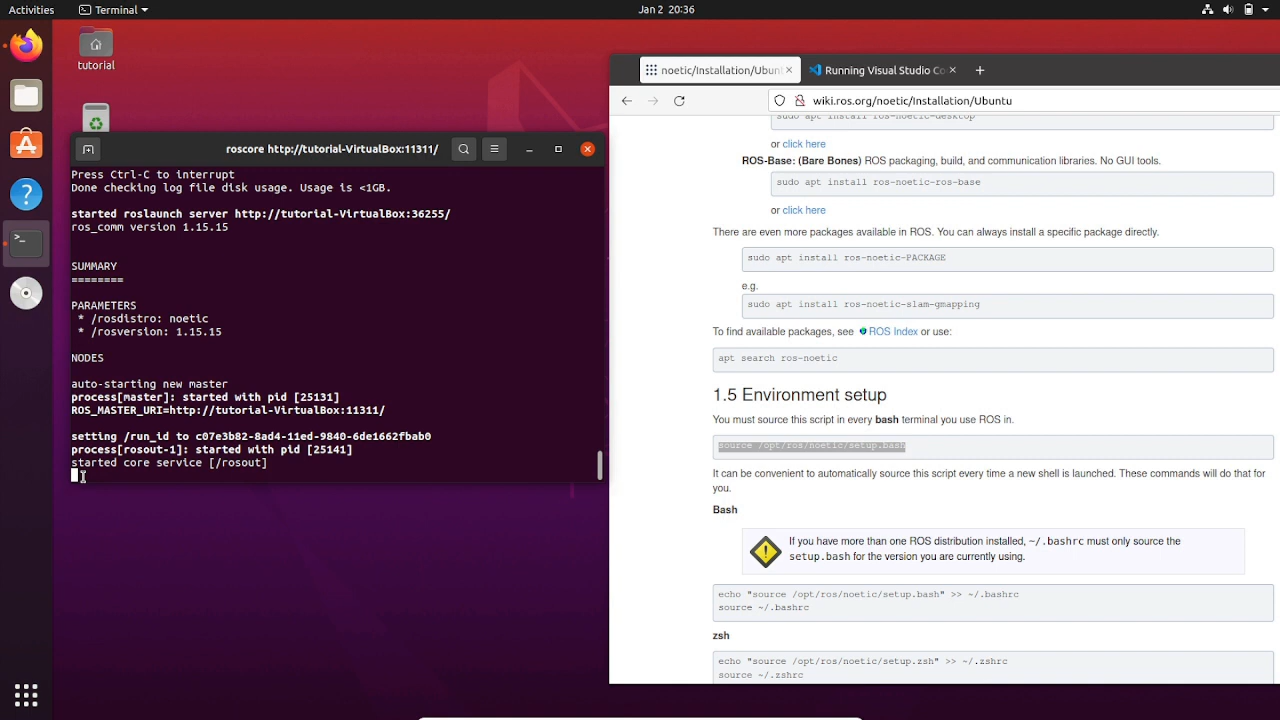 Activities
Terminal
Jan 2 20:36
tutorial
roscore http://tutorial-VirtualBox:11311/
Press Ctrl-C to interrupt
Done checking log file disk usage. Usage is <1GB.
started roslaunch server http://tutorial-VirtualBox:36255/
ros_comm version 1.15.15
SUMMARY
========
PARAMETERS
* /rosdistro: noetic
* /rosversion: 1.15.15
NODES
auto-starting new master
process[master]: started with pid [25131]
ROS_MASTER_URI=http://tutorial-VirtualBox:11311/
setting /run_id to c07e3b82-8ad4-11ed-9840-6de1662fbab0
process[rosout-1]: started with pid [25141]
started core service [/rosout]
noetic/Installation/Ubunt
Running Visual Studio Co
wiki.ros.org/noetic/Installation/Ubuntu
sudo apt install ros-noetic-desktop
or click here
ROS-Base: (Bare Bones) ROS packaging, build, and communication libraries. No GUI tools.
sudo apt install ros-noetic-ros-base
or click here
There are even more packages available in ROS. You can always install a specific package directly.
sudo apt install ros-noetic-PACKAGE
e.g.
sudo apt install ros-noetic-slam-gmapping
To find available packages, see ROS Index or use:
apt search ros-noetic
1.5 Environment setup
You must source this script in every bash terminal you use ROS in.
source /opt/ros/noetic/setup.bash
It can be convenient to automatically source this script every time a new shell is launched. These commands will do that for
you.
Bash
If you have more than one ROS distribution installed, ~/.bashrc must only source the
setup.bash for the version you are currently using.
echo "source /opt/ros/noetic/setup.bash" >> ~/.bashrc
source ~/.bashrc
zsh
echo "source /opt/ros/noetic/setup.zsh" >> ~/.zshrc
source ~/.zshrc